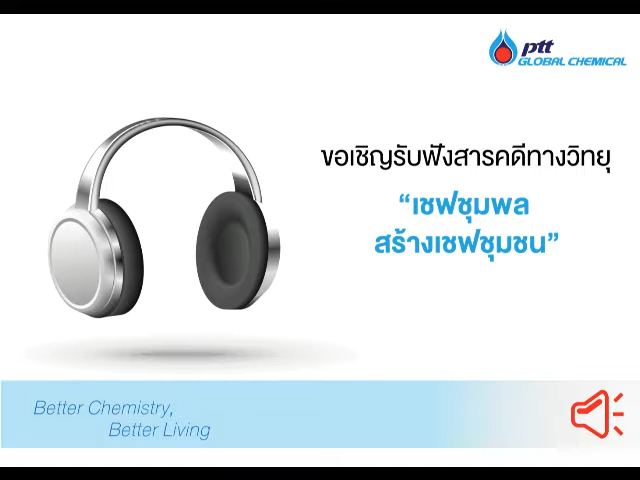 ptt
GLOBAL CHEMICAL
ขอเชิญรับฟังสารคดีทางวิทยุ
“เชฟชุมพล
สร้างเชฟชุมชน”
Better Chemistry,
Better Living